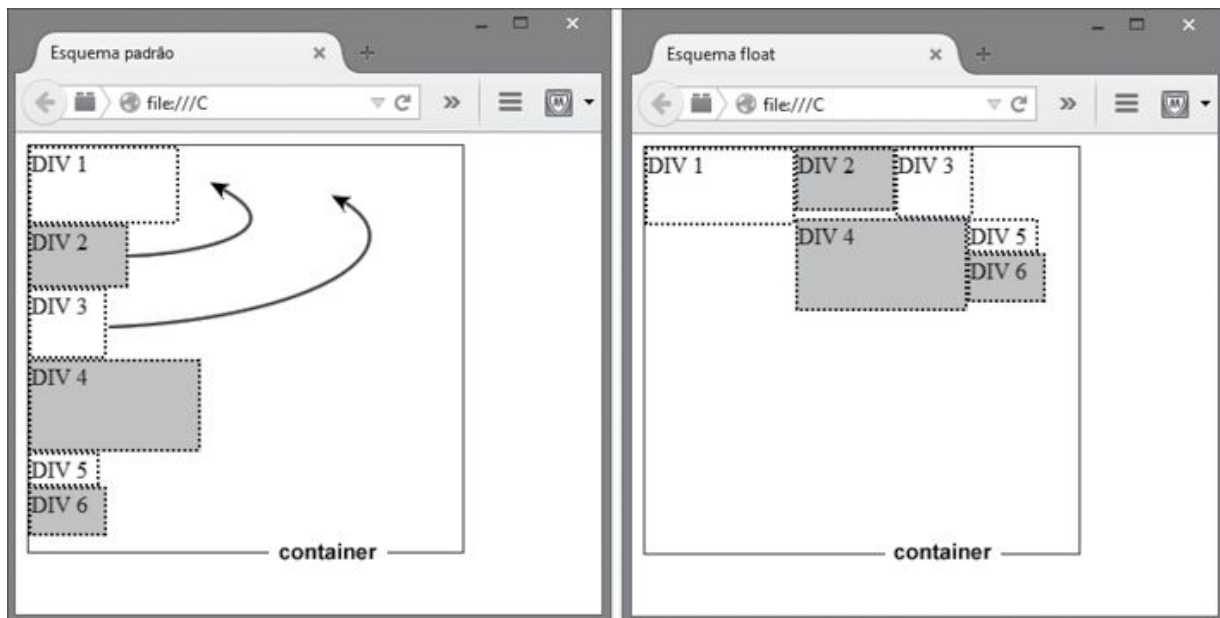 Esquema padrão
file:///C
DIV 1
DIV 2
DIV 3
DIV 4
DIV 5
DIV 6
container
Esquema float
file:///C
DIV 1
DIV 2
DIV 3
DIV 4
DIV 5
DIV 6
container